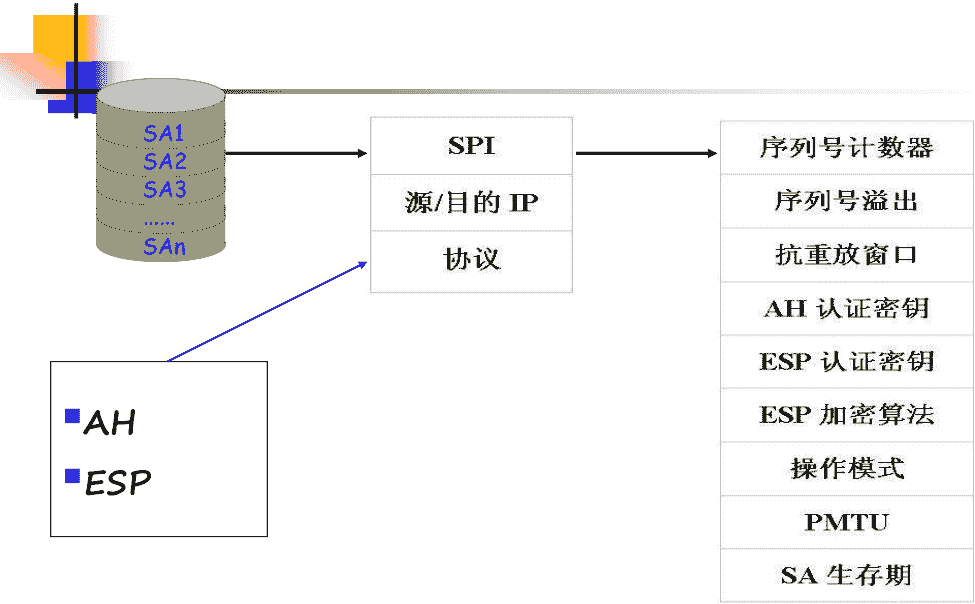 SA1
SA2
SA3
......
SAn
SPI
源/目的 IP
协议
AH
ESP
序列号计数器
序列号溢出
抗重放窗口
AH 认证密钥
ESP 认证密钥
ESP 加密算法
操作模式
PMTU
SA 生存期